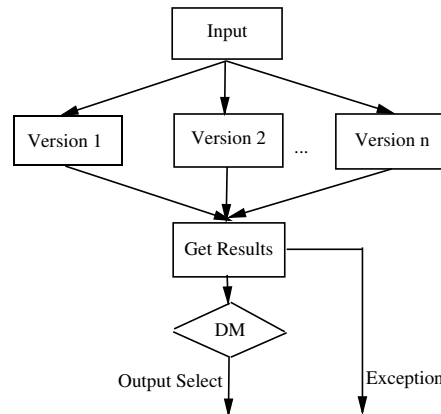 Input
Version 1
Version 2
...
Version n
Get Results
DM
Output Select
Exception